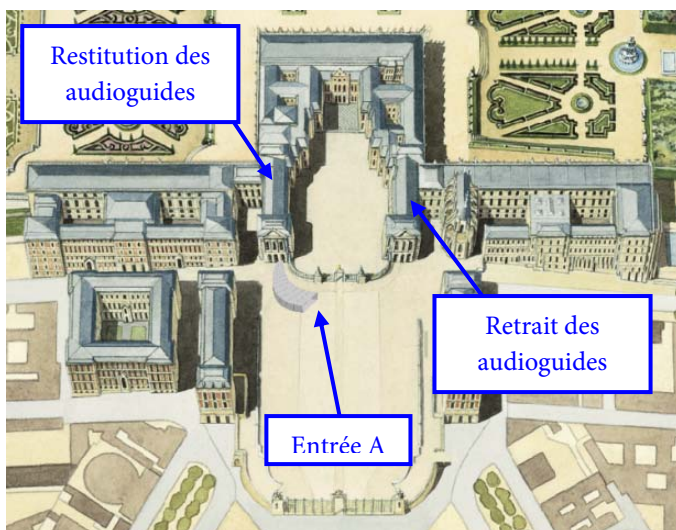 Restitution des
audioguides
Retrait des
audioguides
Entrée A